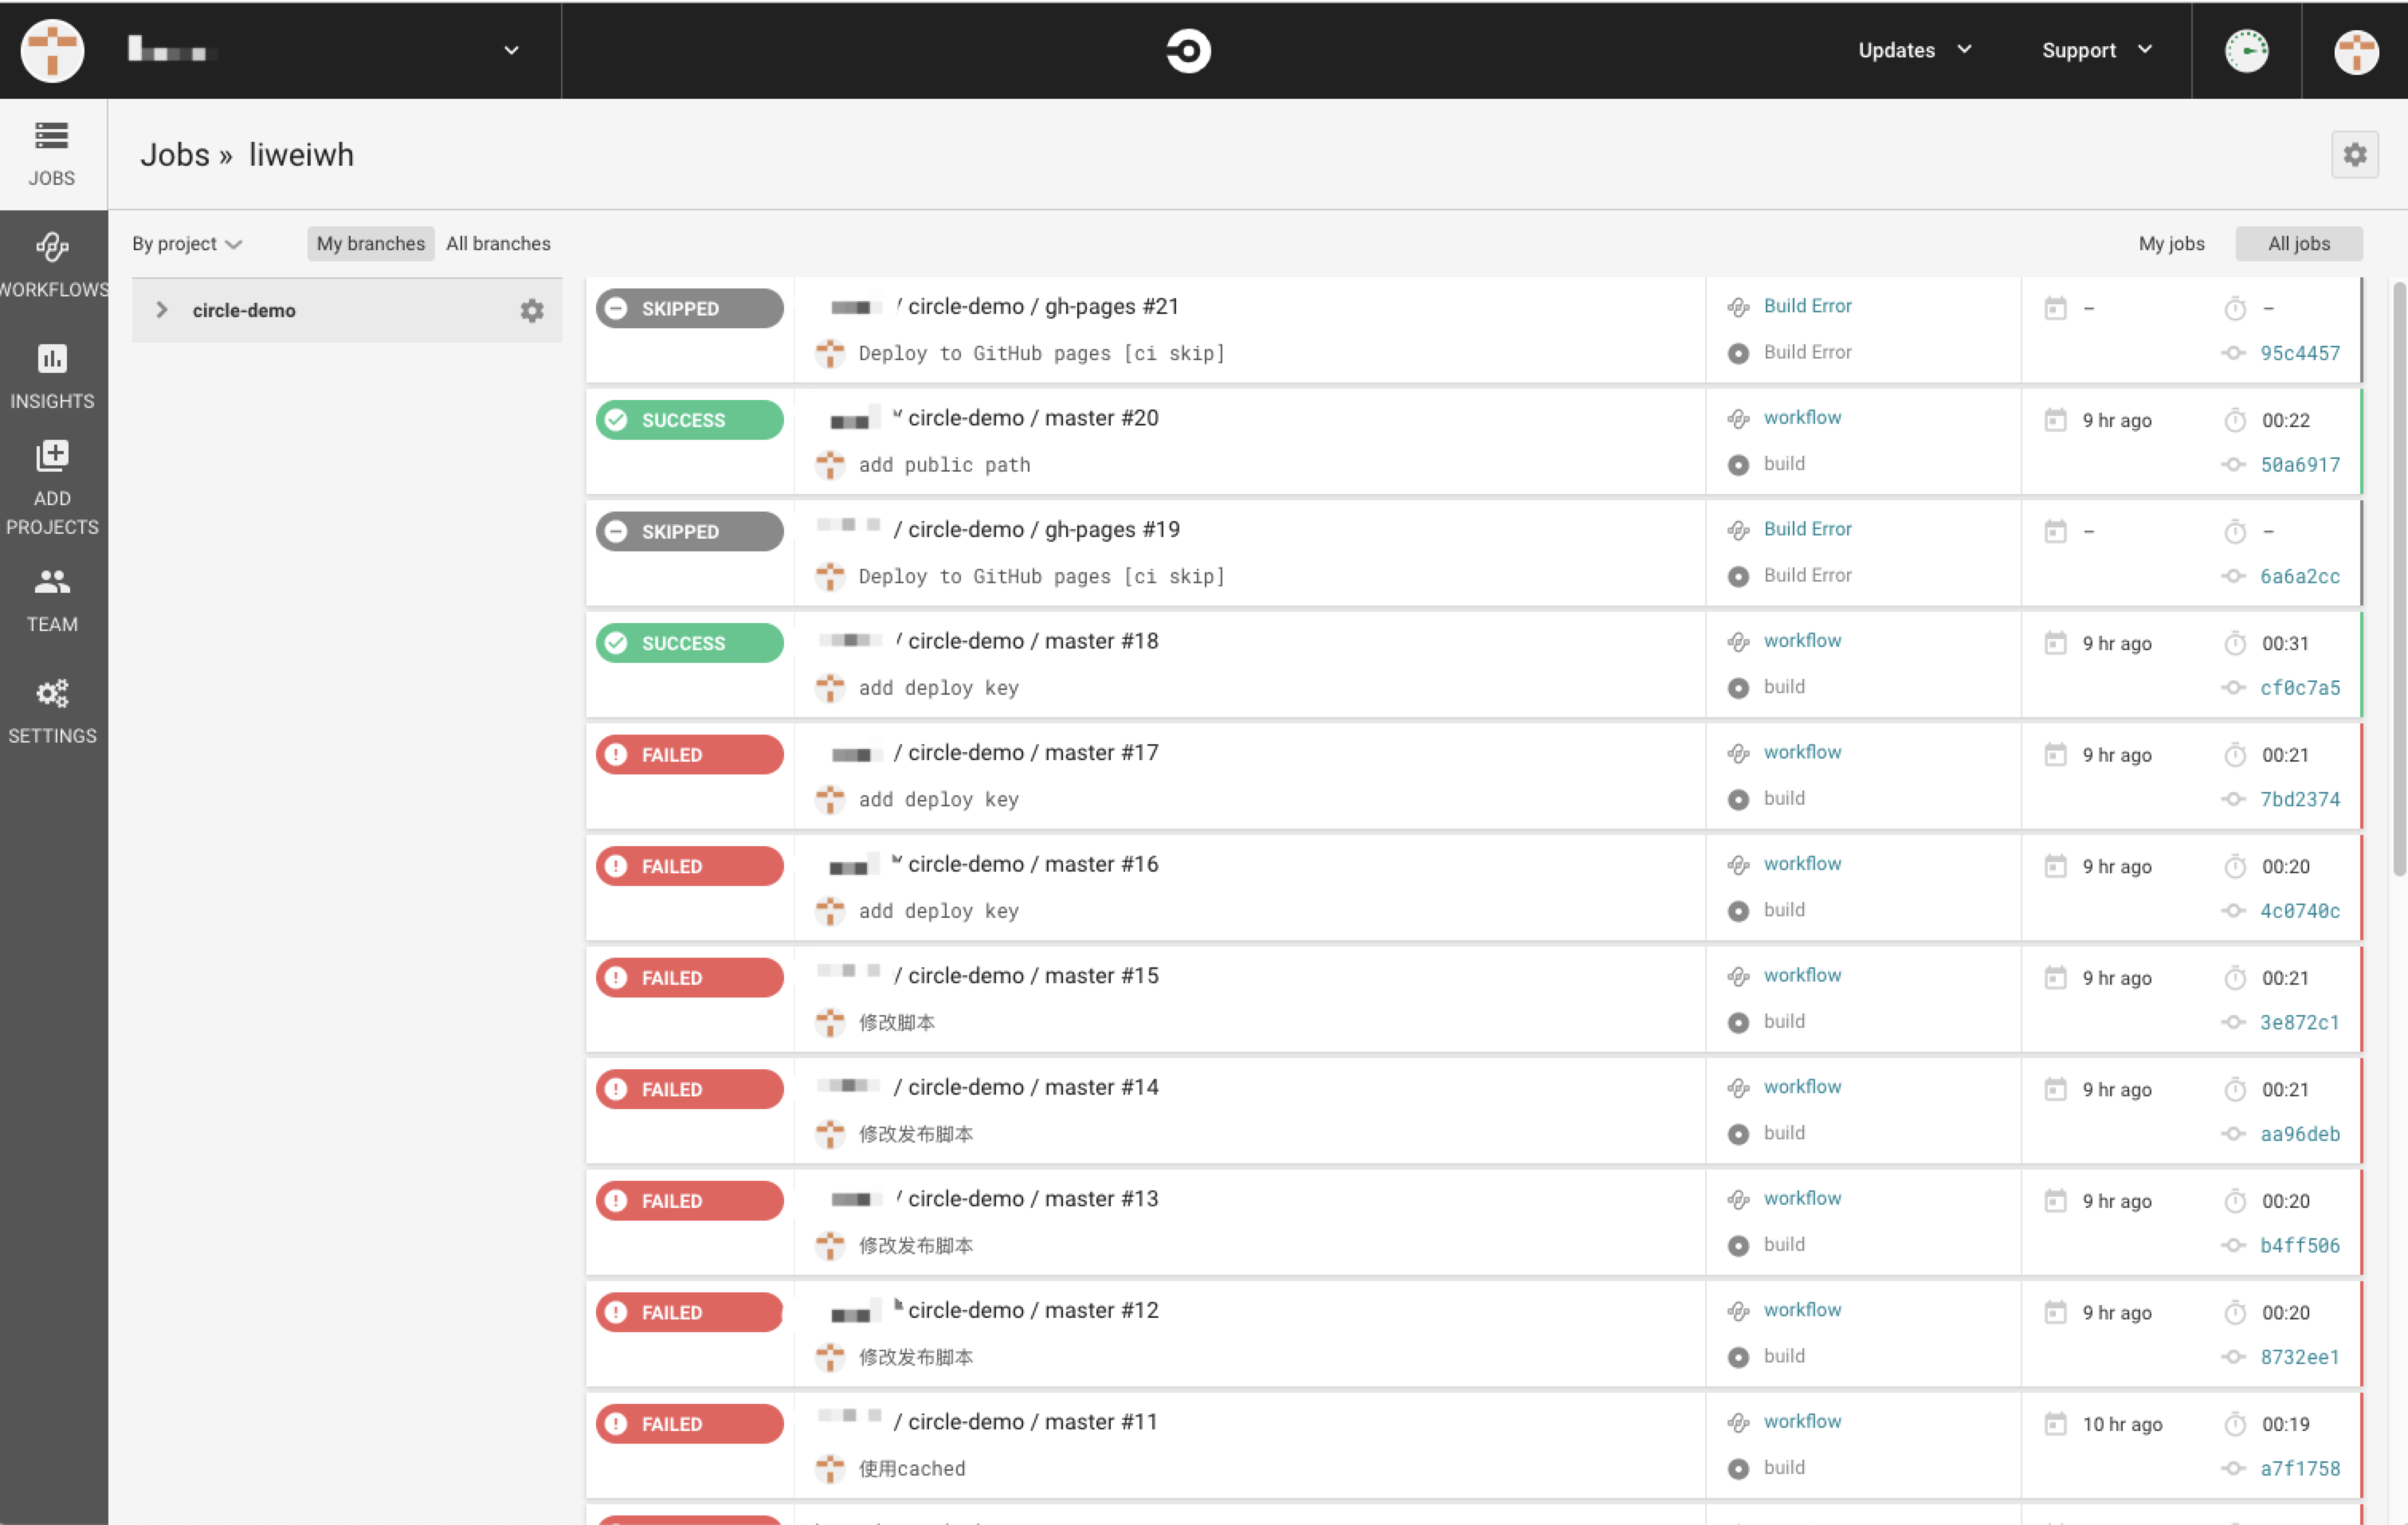 Updates
Support
JOBS
Jobs » liweiwh
WORKFLOWS
By project
My branches
All branches
My jobs
All jobs
circle-demo
INSIGHTS
ADD
PROJECTS
TEAM
SETTINGS
SKIPPED
/ circle-demo / gh-pages #21
Build Error
–
–
Deploy to GitHub pages [ci skip]
Build Error
95c4457
SUCCESS
circle-demo / master #20
workflow
9 hr ago
00:22
add public path
build
50a6917
SKIPPED
/ circle-demo / gh-pages #19
Build Error
–
–
Deploy to GitHub pages [ci skip]
Build Error
6a6a2cc
SUCCESS
/ circle-demo / master #18
workflow
9 hr ago
00:31
add deploy key
build
cf0c7a5
FAILED
/ circle-demo / master #17
workflow
9 hr ago
00:21
add deploy key
build
7bd2374
FAILED
circle-demo / master #16
workflow
9 hr ago
00:20
add deploy key
build
4c0740c
FAILED
/ circle-demo / master #15
workflow
9 hr ago
00:21
修改脚本
build
3e872c1
FAILED
/ circle-demo / master #14
workflow
9 hr ago
00:21
修改发布脚本
build
aa96deb
FAILED
/ circle-demo / master #13
workflow
9 hr ago
00:20
修改发布脚本
build
b4ff506
FAILED
circle-demo / master #12
workflow
9 hr ago
00:20
修改发布脚本
build
8732ee1
FAILED
/ circle-demo / master #11
workflow
10 hr ago
00:19
使用cached
build
a7f1758